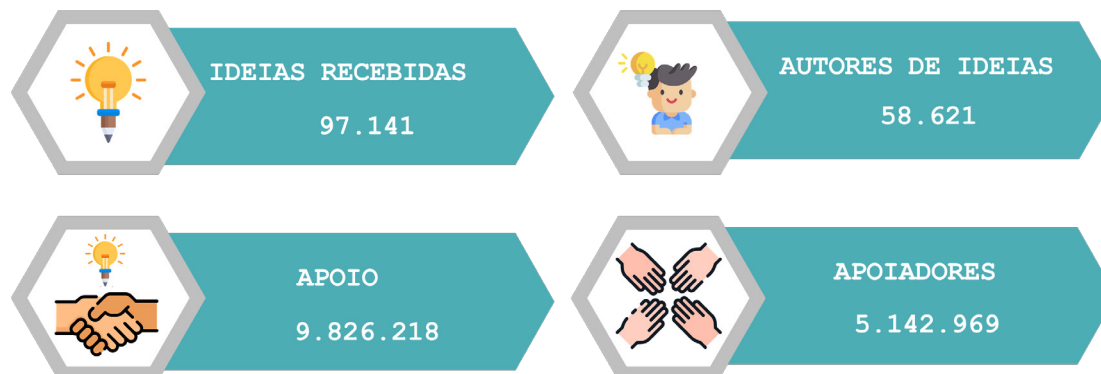 IDEIAS RECEBIDAS
97.141
AUTORES DE IDEIAS
58.621
APOIO
9.826.218
APOIADORES
5.142.969